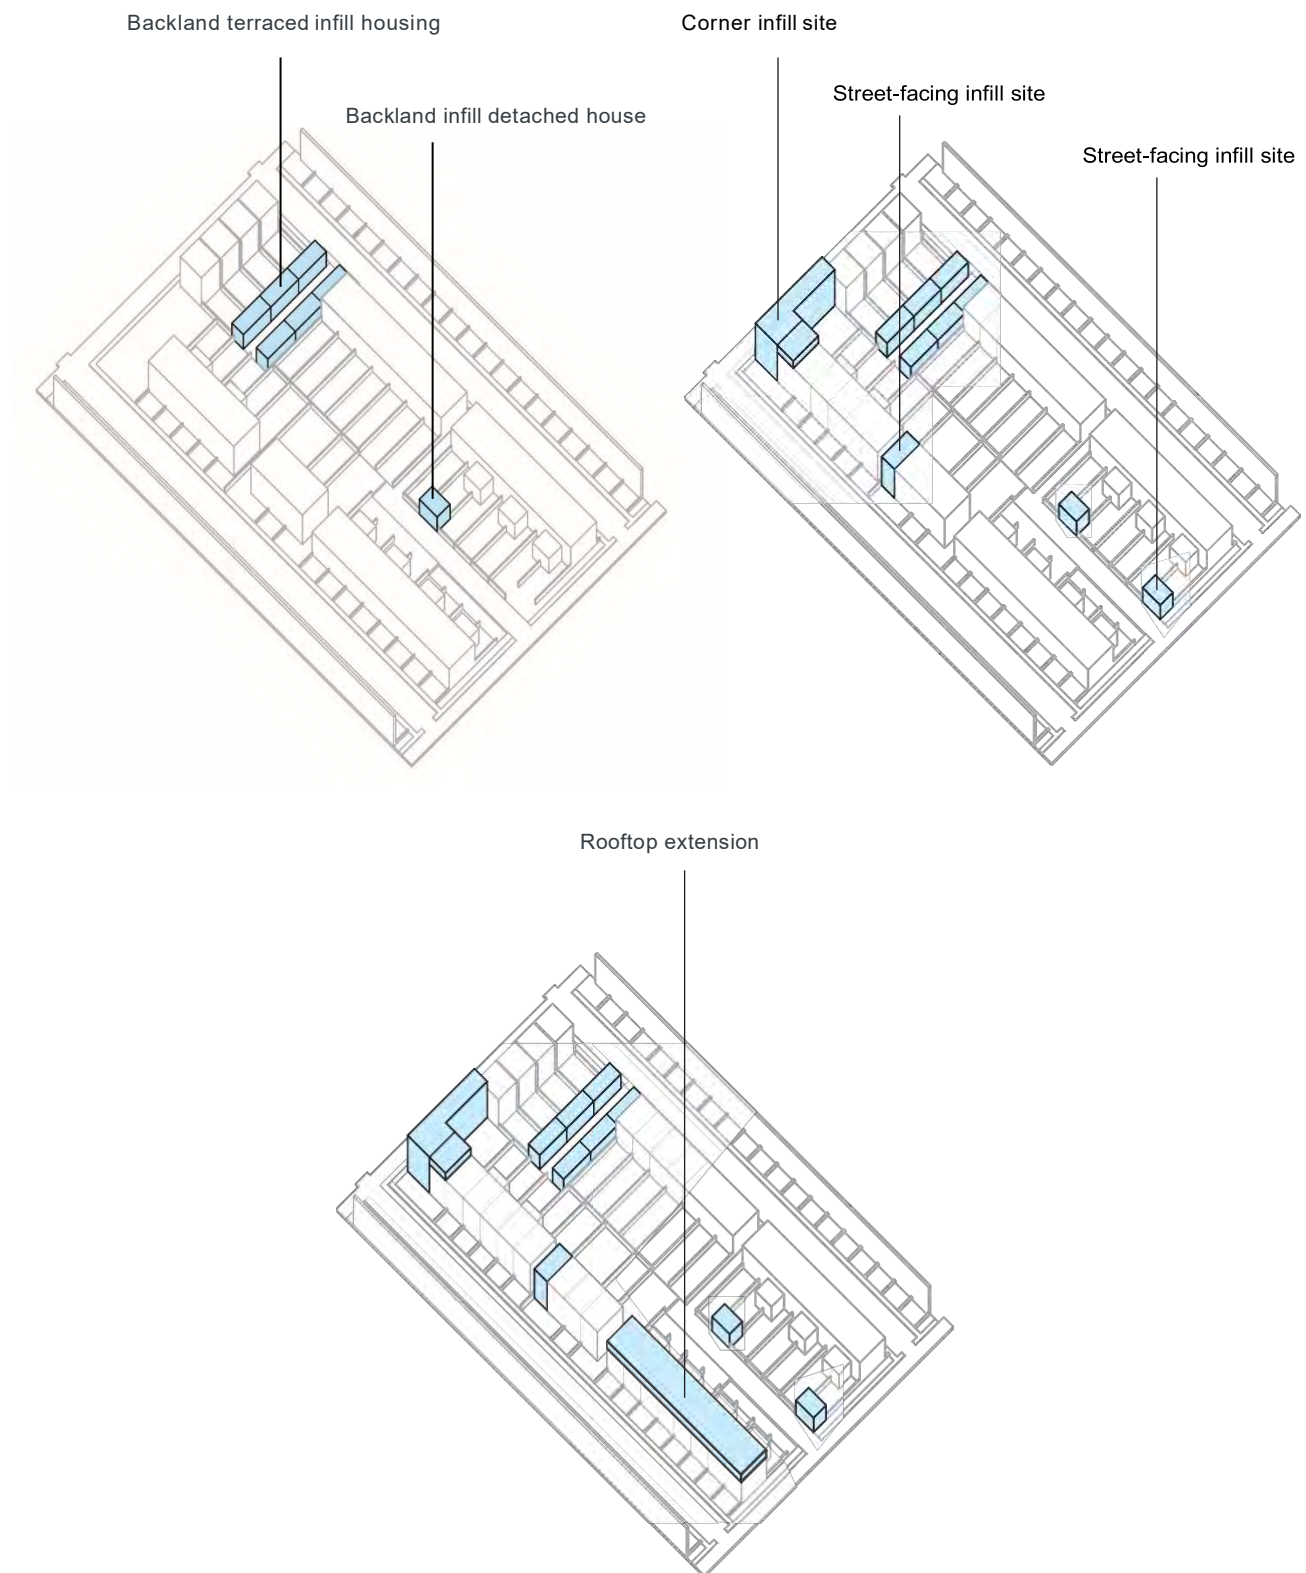 Backland terraced infill housing
Corner infill site
Street-facing infill site
Backland infill detached house
Street-facing infill site
Rooftop extension